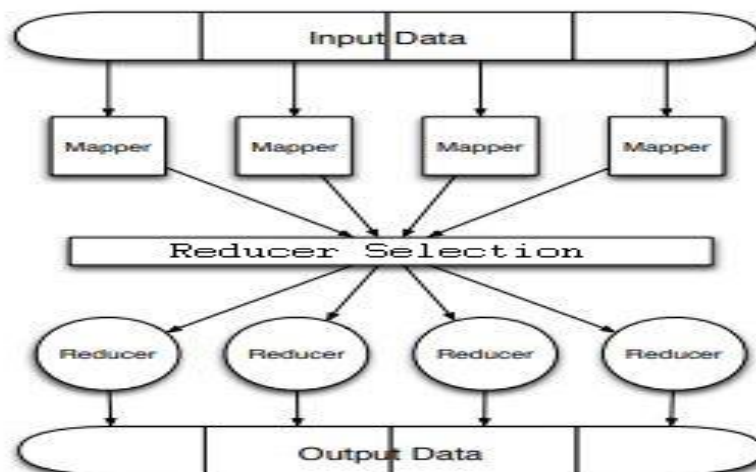 Input Data
Mapper Mapper Mapper Mapper
Reducer Selection
Reducer Reducer Reducer Reducer
Output Data